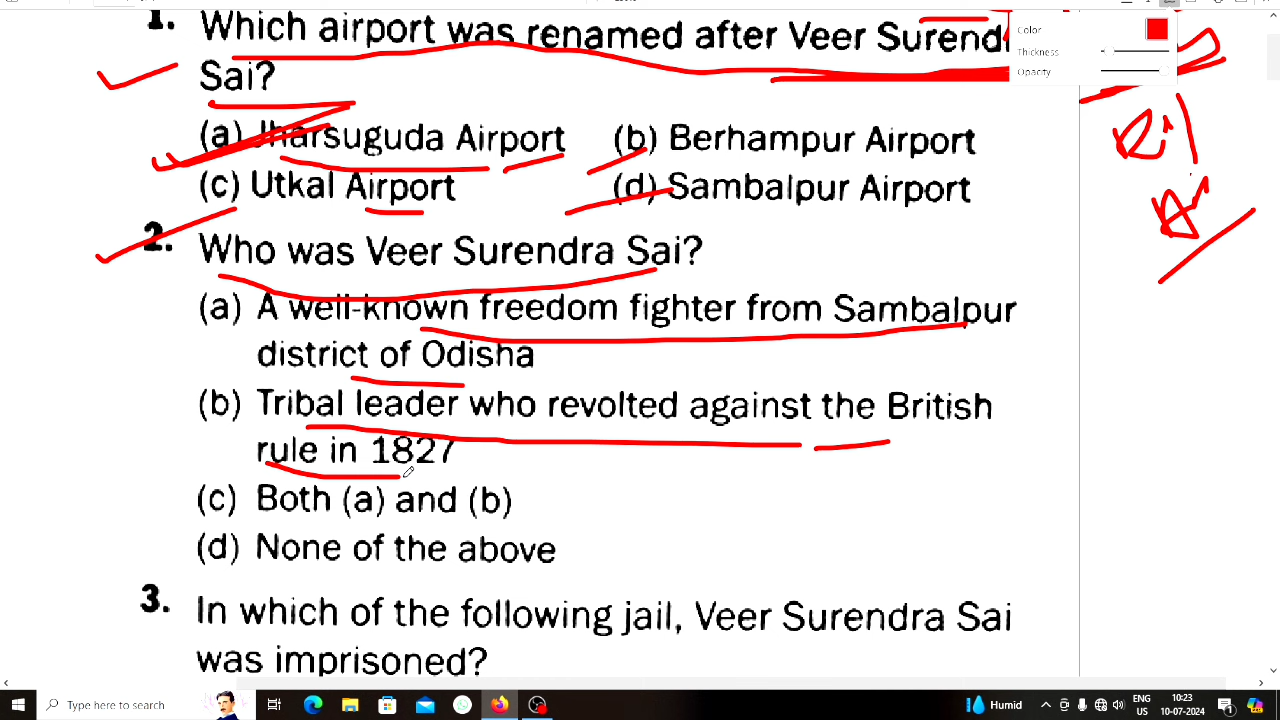 1. Which airport was renamed after Veer Surend
Sai?
(a) Jharsuguda Airport (b) Berhampur Airport
(c) Utkal Airport (d) Sambalpur Airport
2. Who was Veer Surendra Sai?
(a) A well-known freedom fighter from Sambalpur
district of Odisha
(b) Tribal leader who revolted against the British
rule in 1827
(c) Both (a) and (b)
(d) None of the above
3. In which of the following jail, Veer Surendra Sai
was imprisoned?
Color
Thickness
Opacity
Type here to search
Humid
ENG
US
10:23
10-07-2024